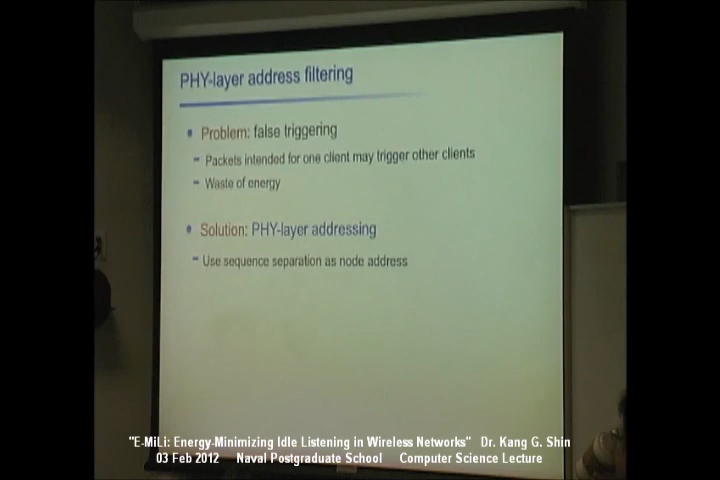 PHY-layer address filtering
Problem: false triggering
Packets intended for one client may trigger other clients
Waste of energy
Solution: PHY-layer addressing
Use sequence separation as node address
"E-MiLi: Energy-Minimizing Idle Listening in Wireless Networks" Dr. Kang G. Shin
03 Feb 2012 Naval Postgraduate School Computer Science Lecture